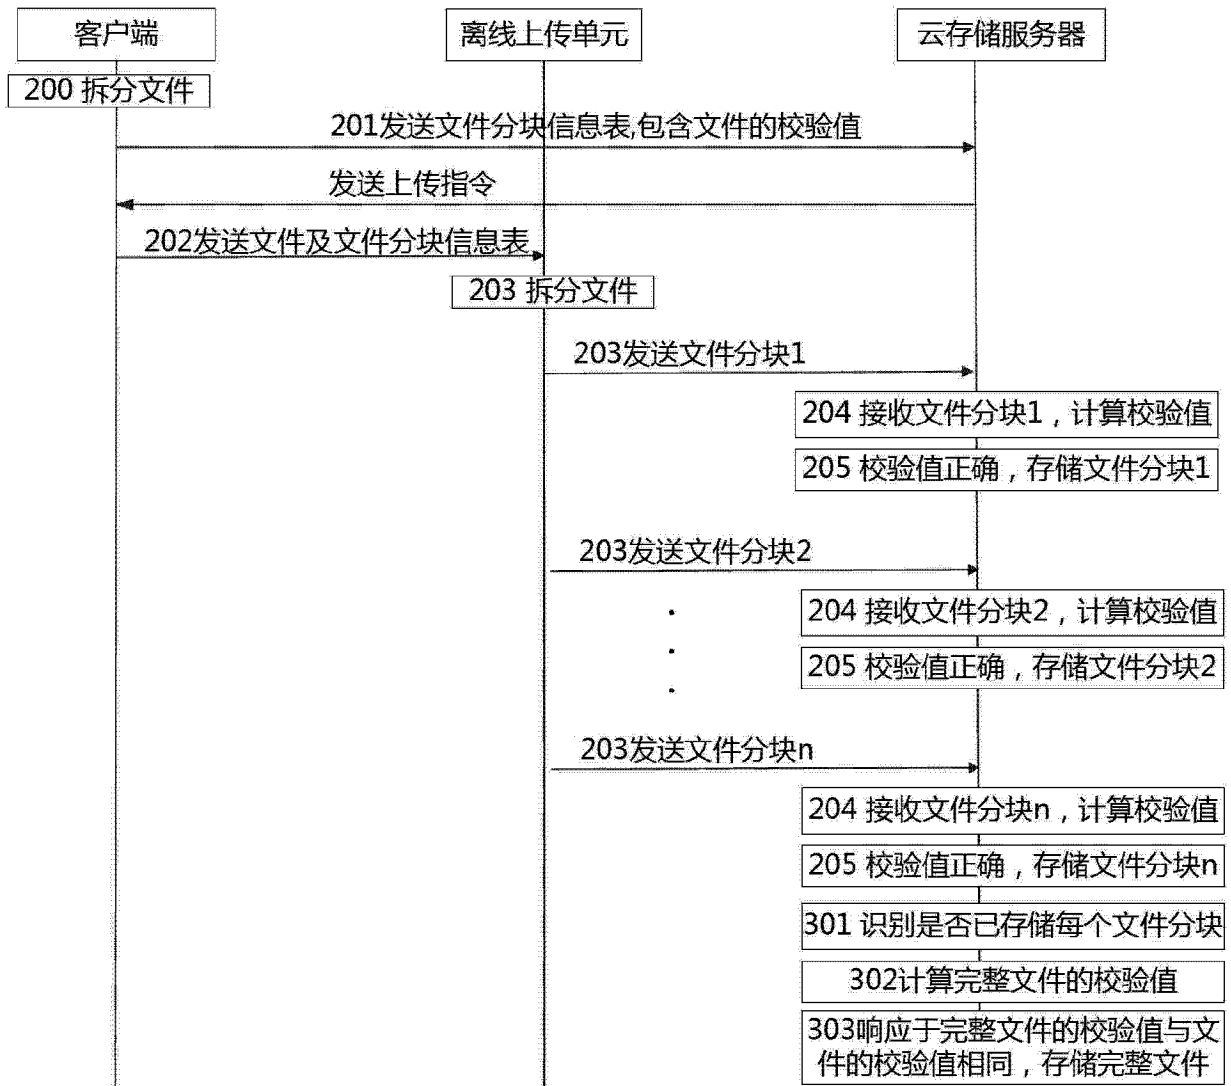 客户端
离线上传单元
云存储服务器
200 拆分文件
201发送文件分块信息表,包含文件的校验值
发送上传指令
202发送文件及文件分块信息表
203 拆分文件
203发送文件分块1
204 接收文件分块1，计算校验值
205 校验值正确，存储文件分块1
203发送文件分块2
204 接收文件分块2，计算校验值
205 校验值正确，存储文件分块2
203发送文件分块n
204 接收文件分块n，计算校验值
205 校验值正确，存储文件分块n
301 识别是否已存储每个文件分块
302计算完整文件的校验值
303响应于完整文件的校验值与文
件的校验值相同，存储完整文件